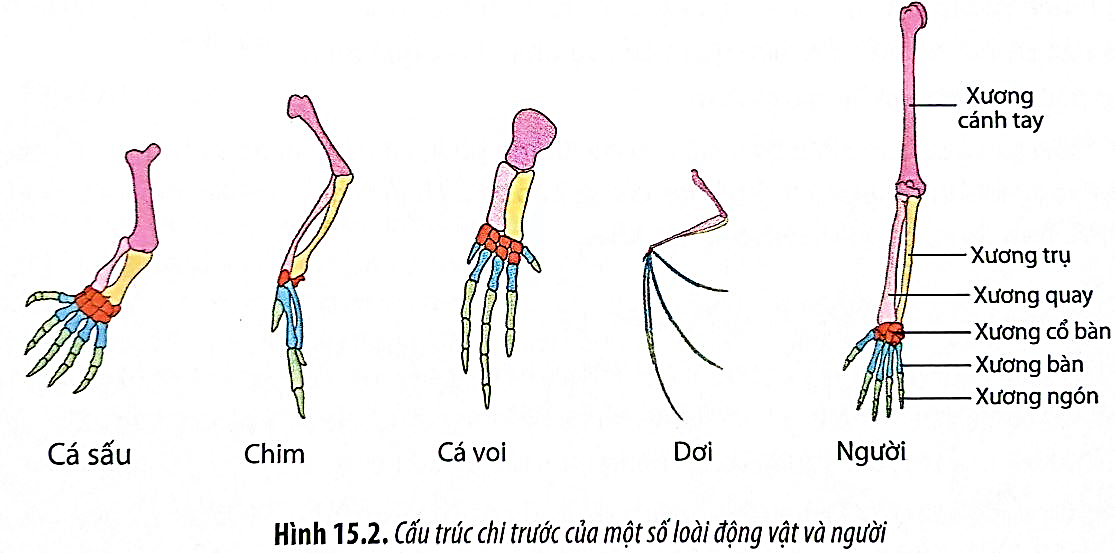 Xương
cánh tay
Xương trụ
Xương quay
Xương cổ bàn
Xương bàn
Xương ngón
Cá sấu
Chim
Cá voi
Dơi
Người
Hình 15.2. Cấu trúc chi trước của một số loài động vật và người